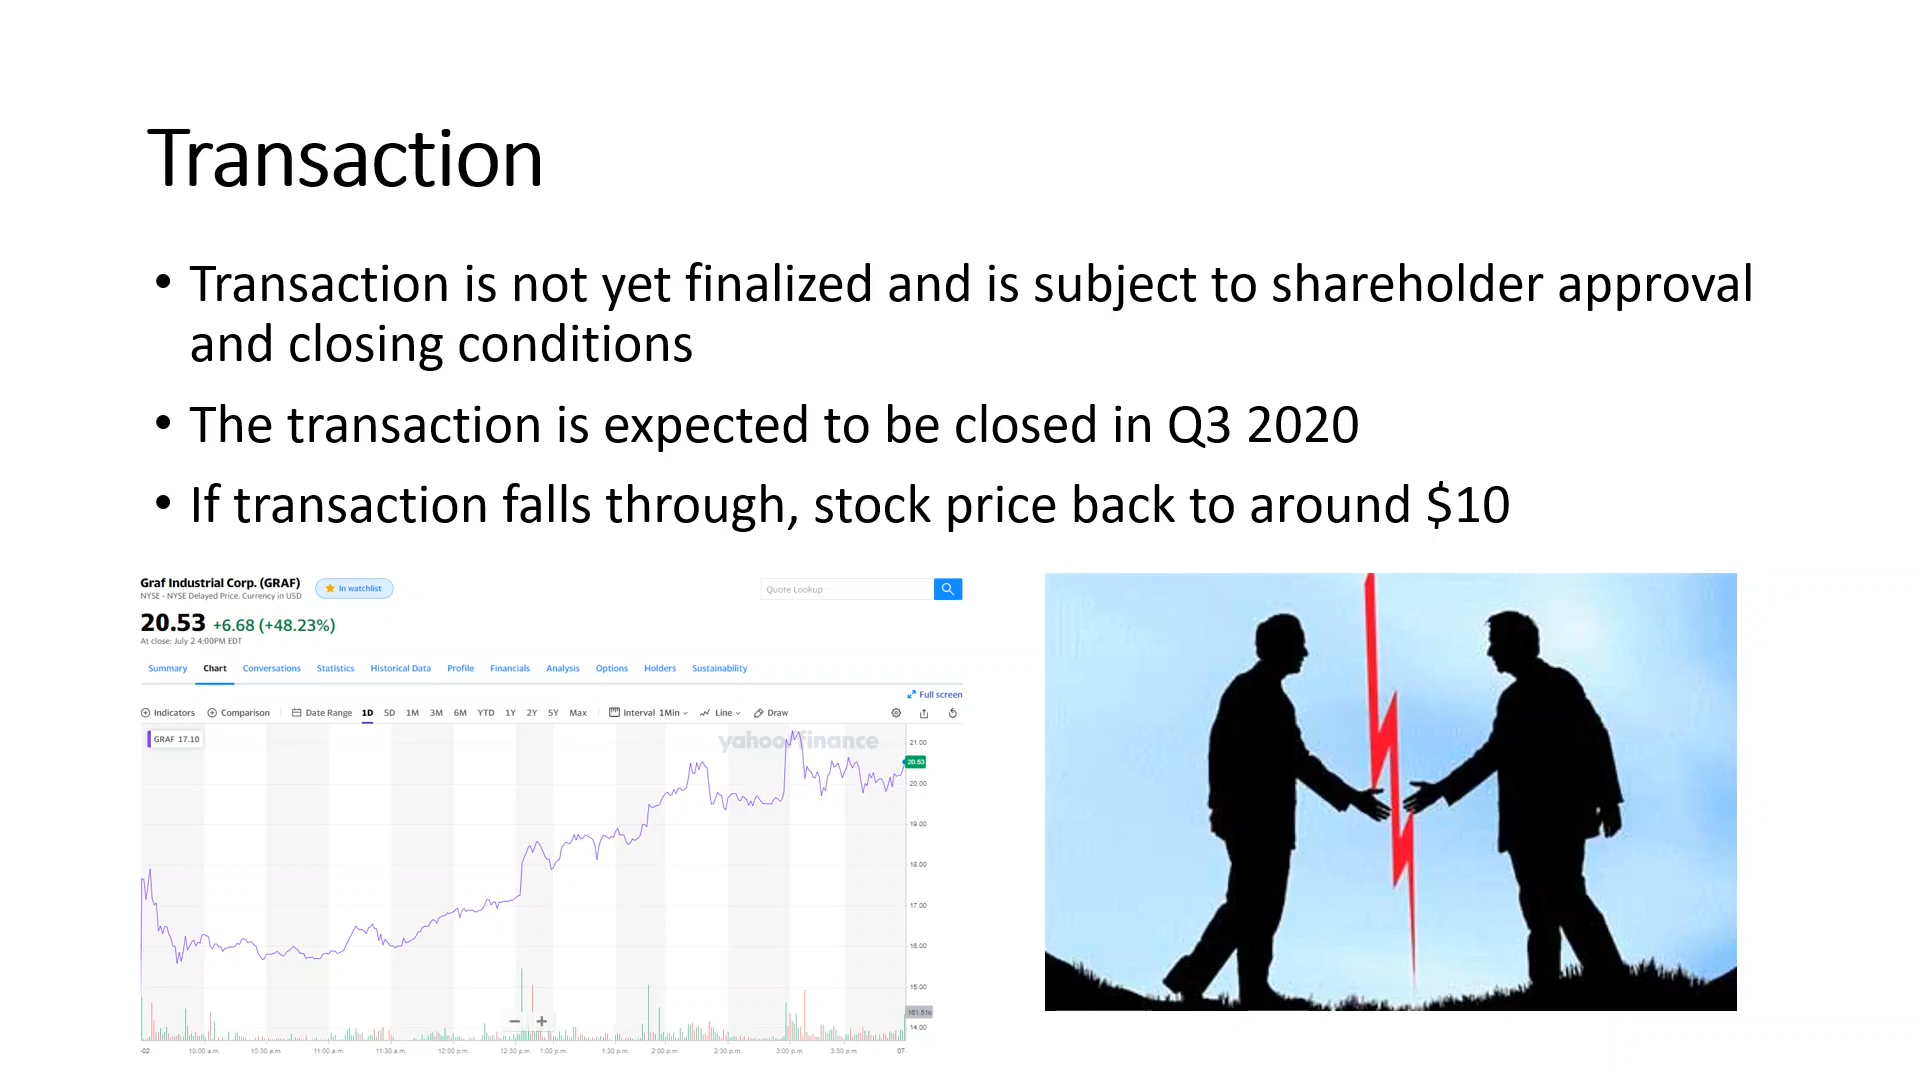 Transaction
• Transaction is not yet finalized and is subject to shareholder approval
and closing conditions
• The transaction is expected to be closed in Q3 2020
• If transaction falls through, stock price back to around $10
Graf Industrial Corp. (GRAF) In watchlist
NYSE - NYSE Delayed Price. Currency in USD
Quote Lookup
20.53 +6.68 (+48.23%)
At close: July 2 4:00PM EDT
Summary Chart Conversations Statistics Historical Data Profile Financials Analysis Options Holders Sustainability
Full screen
Indicators Comparison Date Range 1D 5D 1M 3M 6M YTD 1Y 2Y 5Y Max Interval 1Min Line Draw
GRAF 17.10
yahoo finance
21.00
20.53
20.00
19.00
18.00
17.00
16.00
15.00
151.51k
14.00
-02 10:00 a.m. 10:30 a.m. 11:00 a.m. 11:30 a.m. 12:00 p.m. 12:30 p.m. 1:00 p.m. 1:30 p.m. 2:00 p.m. 2:30 p.m. 3:00 p.m. 3:30 p.m. 07